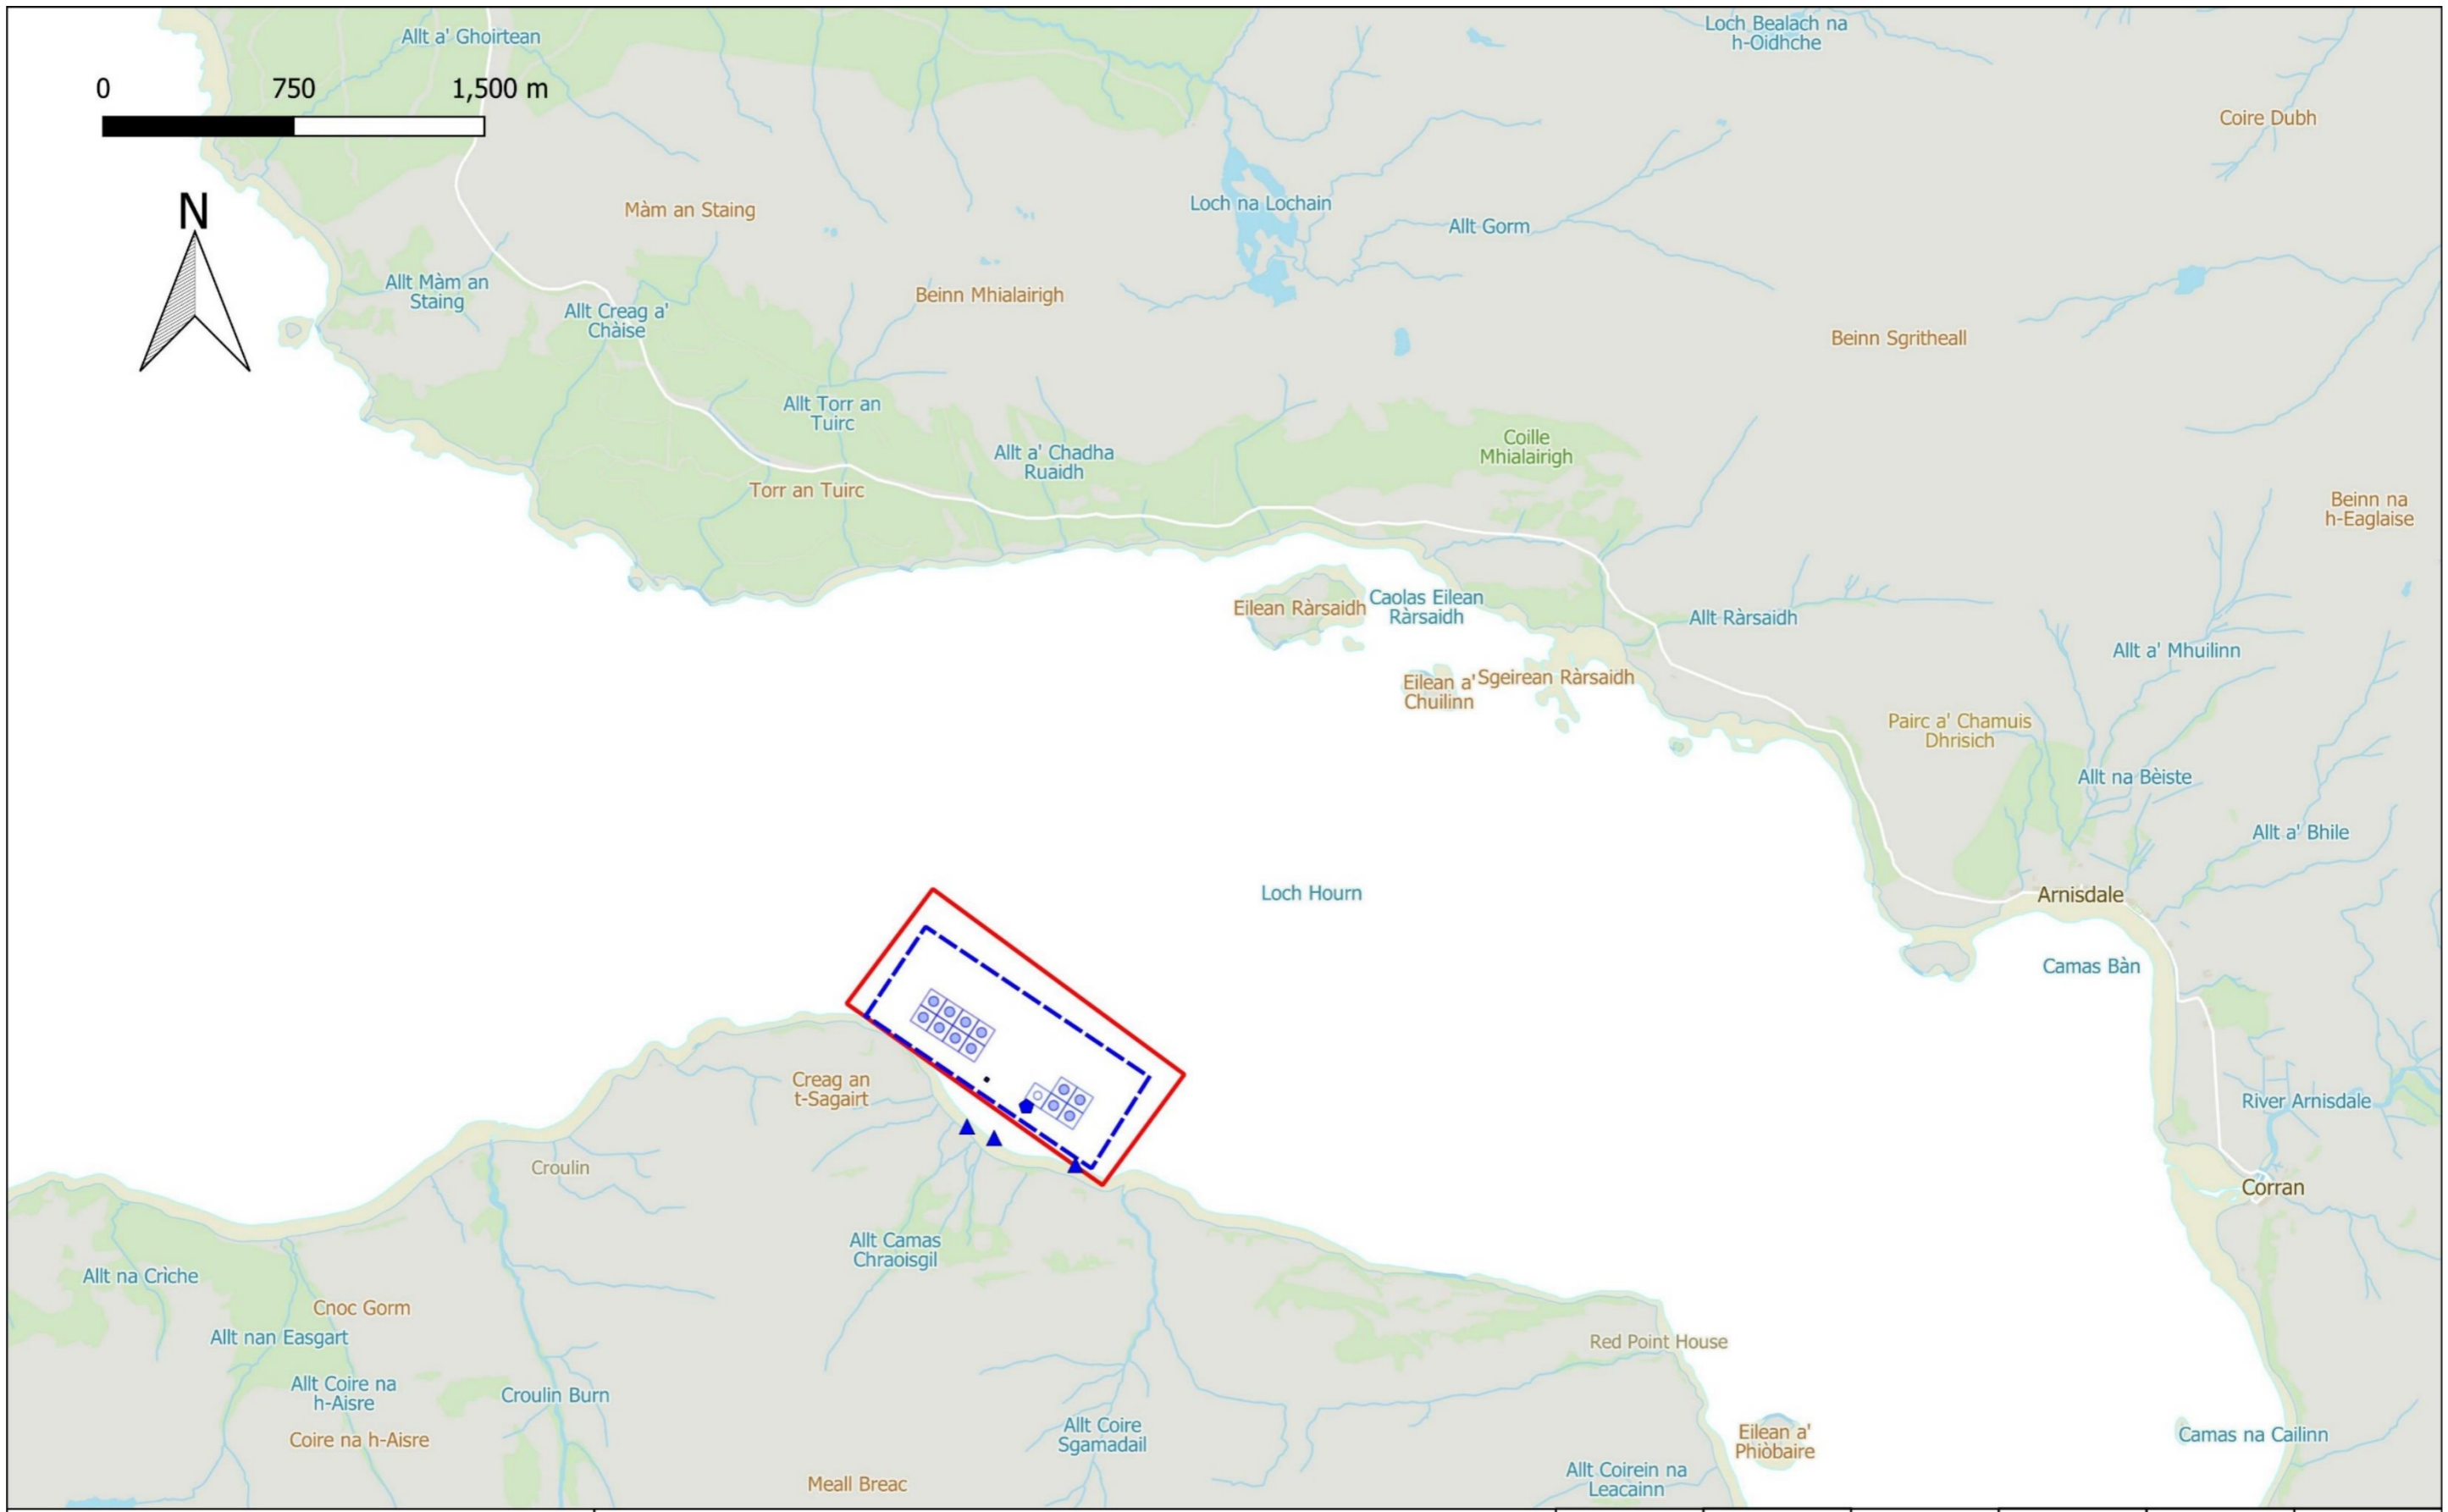 Allt a' Ghoirtean
Loch Bealach na
h-Oidhche
0 750 1,500 m
Coire Dubh
N
Màm an Staing
Loch na Lochain
Allt Gorm
Allt Màm an
Staing
Allt Creag a'
Chàise
Beinn Mhialairigh
Beinn Sgritheall
Allt Torr an
Tuirc
Allt a' Chadha
Ruaidh
Coille
Mhialairigh
Torr an Tuirc
Beinn na
h-Eaglaise
Eilean Ràrsaidh
Caolas Eilean
Ràrsaidh
Allt Ràrsaidh
Allt a' Mhuilinn
Eilean a'
Chuilinn
Sgeirean Ràrsaidh
Pairc a' Chamuis
Dhrisich
Allt na Bèiste
Allt a' Bhile
Loch Hourn
Arnisdale
Camas Bàn
Creag an
t-Sagairt
River Arnisdale
Croulin
Corran
Allt Camas
Chraoisgil
Allt na Crìche
Cnoc Gorm
Allt nan Easgart
Red Point House
Allt Coire na
h-Aisre
Croulin Burn
Coire na h-Aisre
Allt Coire
Sgamadail
Eilean a'
Phiòbaire
Camas na Cailinn
Meall Breac
Allt Coirein na
Leacainn